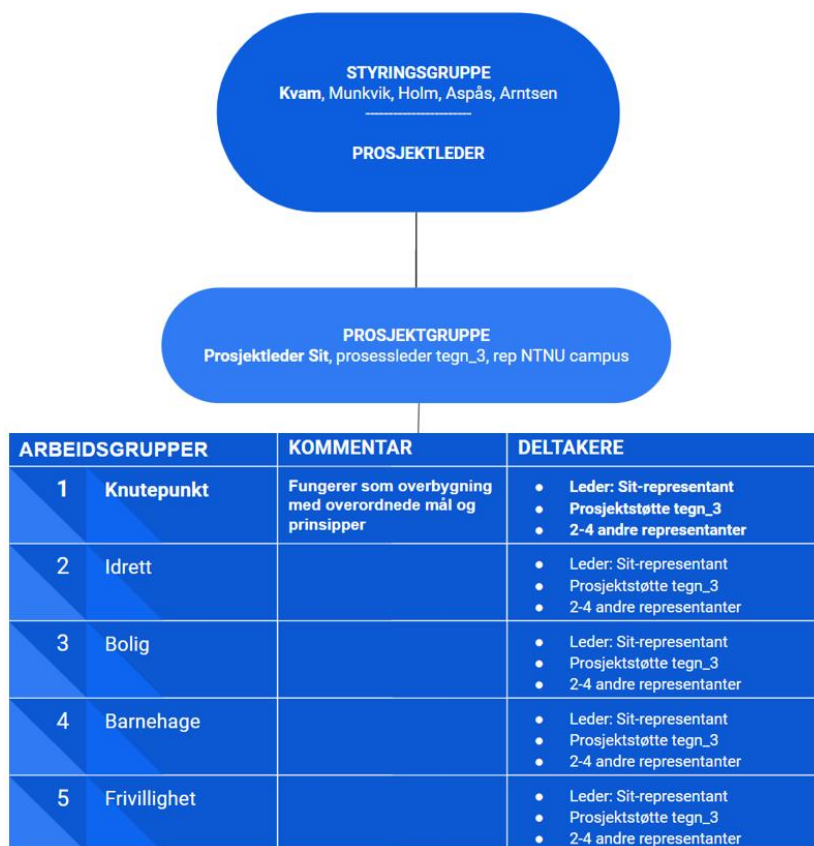 STYRINGSGRUPPE
Kvam, Munkvik, Holm, Aspås, Arntsen
-----------------------
PROSJEKTLEDER
PROSJEKTGRUPPE
Prosjektleder Sit, prosessleder tegn_3, rep NTNU campus
ARBEIDSGRUPPER KOMMENTAR DELTAKERE
1 Knutepunkt
Fungerer som overbygning
med overordnede mål og
prinsipper
● Leder: Sit-representant
● Prosjektstøtte tegn_3
● 2-4 andre representanter
2 Idrett
● Leder: Sit-representant
● Prosjektstøtte tegn_3
● 2-4 andre representanter
3 Bolig
● Leder: Sit-representant
● Prosjektstøtte tegn_3
● 2-4 andre representanter
4 Barnehage
● Leder: Sit-representant
● Prosjektstøtte tegn_3
● 2-4 andre representanter
5 Frivillighet
● Leder: Sit-representant
● Prosjektstøtte tegn_3
● 2-4 andre representanter